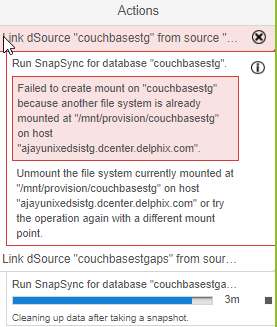 Actions
Link dSource "couchbasestg" from source "...
Run SnapSync for database "couchbasestg".
Failed to create mount on "couchbasestg"
because another file system is already
mounted at "/mnt/provision/couchbasestg"
on host
"ajayunixedsistg.dcenter.delphix.com".
Unmount the file system currently mounted at
"/mnt/provision/couchbasestg" on host
"ajayunixedsistg.dcenter.delphix.com" or try
the operation again with a different mount
point.
Link dSource "couchbasestgaps" from sour...
Run SnapSync for database "couchbasestga...
3m
Cleaning up data after taking a snapshot.